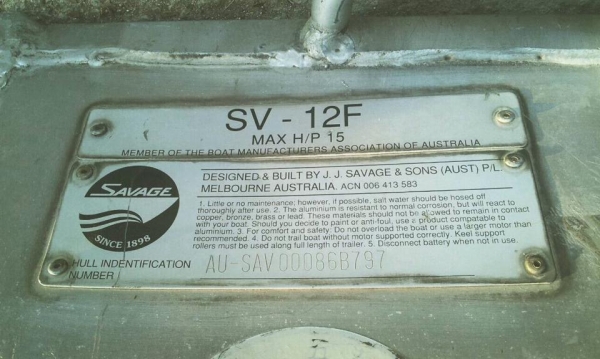 SV - 12F
MAX H/P 15
MEMBER OF THE BOAT MANUFACTURERS ASSOCIATION OF AUSTRALIA
SAVAGE
SINCE 1898
DESIGNED & BUILT BY J. J. SAVAGE & SONS (AUST) P/L.
MELBOURNE AUSTRALIA. ACN 006 413 583
1. Little or no maintenance; however, if possible, salt water should be hosed off
thoroughly after use. 2. The aluminium is resistant to normal corrosion, but will react to
copper, bronze, brass or lead. These materials should not be allowed to remain in contact
with your boat. Should you decide to paint or anti-foul, use a product compatable to
aluminium. 3. For comfort and safety. Do not overload the boat or use a larger motor than
recommended. 4. Do not trail boat without motor supported correctly. Keel support
rollers must be used along full length of trailer. 5. Disconnect battery when not in use.
HULL INDENTIFICATION
NUMBER
AU-SAV00086B797